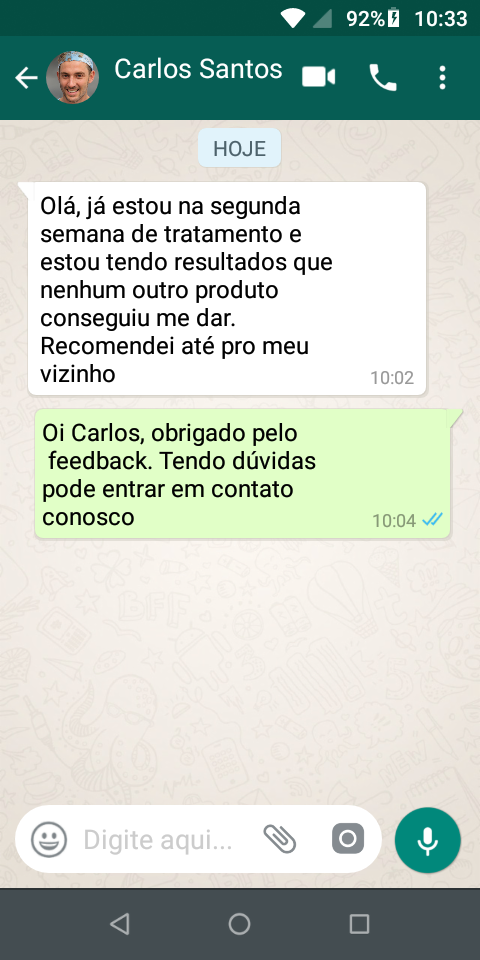 92% 10:33
Carlos Santos
HOJE
Olá, já estou na segunda
semana de tratamento e
estou tendo resultados que
nenhum outro produto
conseguiu me dar.
Recomendei até pro meu
vizinho
10:02
Oi Carlos, obrigado pelo
feedback. Tendo dúvidas
pode entrar em contato
conosco
10:04
Digite aqui...